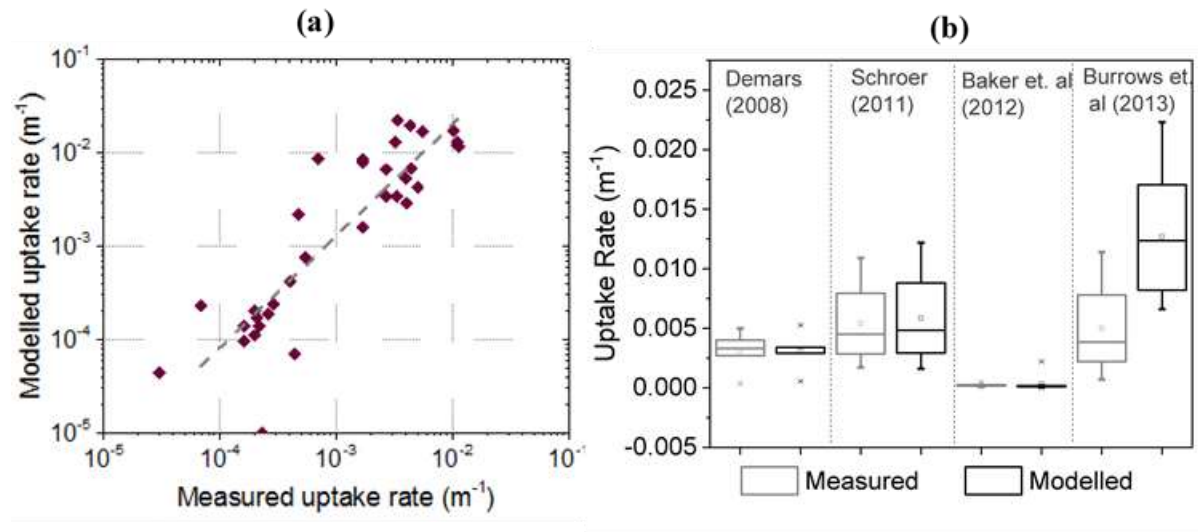 (a)
10⁻¹
10⁻²
10⁻³
10⁻⁴
10⁻⁵
Modelled uptake rate (m⁻¹)
10⁻⁵ 10⁻⁴ 10⁻³ 10⁻² 10⁻¹
Measured uptake rate (m⁻¹)
(b)
0.025
0.020
0.015
0.010
0.005
0.000
-0.005
Uptake Rate (m⁻¹)
Demars
(2008)
Schroer
(2011)
Baker et. al
(2012)
Burrows et.
al (2013)
Measured Modelled